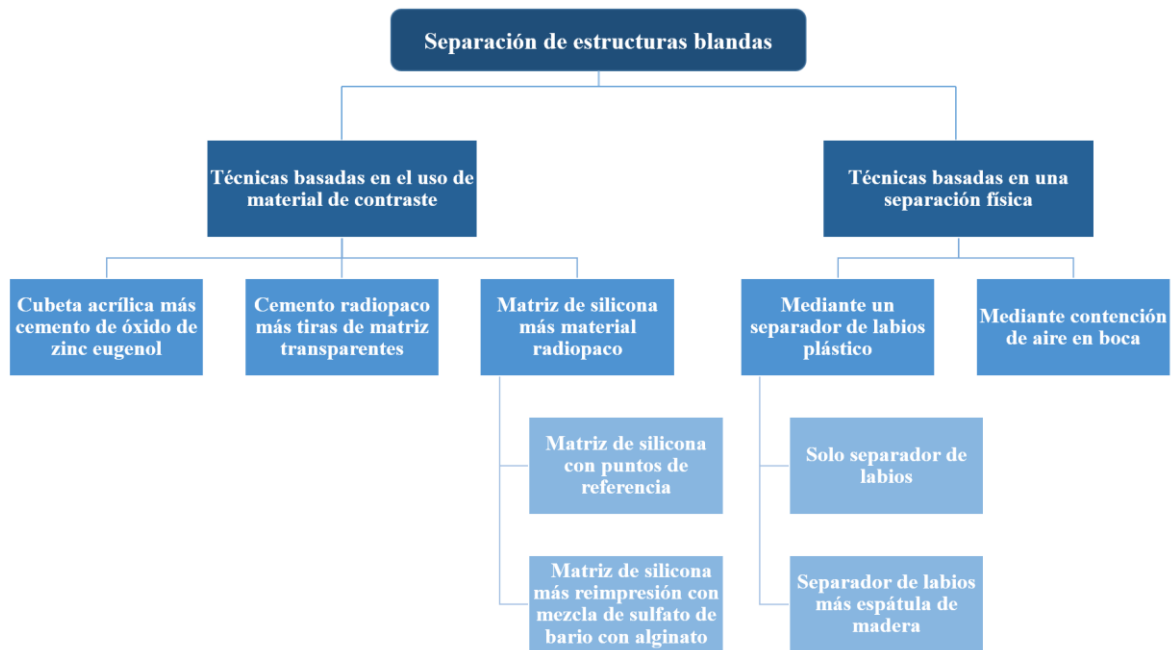 Separación de estructuras blandas
Técnicas basadas en el uso de
material de contraste
Técnicas basadas en una
separación física
Cubeta acrílica más
cemento de óxido de
zinc eugenol
Cemento radiopaco
más tiras de matriz
transparentes
Matriz de silicona
más material
radiopaco
Mediante un
separador de labios
plástico
Mediante contención
de aire en boca
Matriz de silicona
con puntos de
referencia
Solo separador de
labios
Matriz de silicona
más reimpresión con
mezcla de sulfato de
bario con alginato
Separador de labios
más espátula de
madera